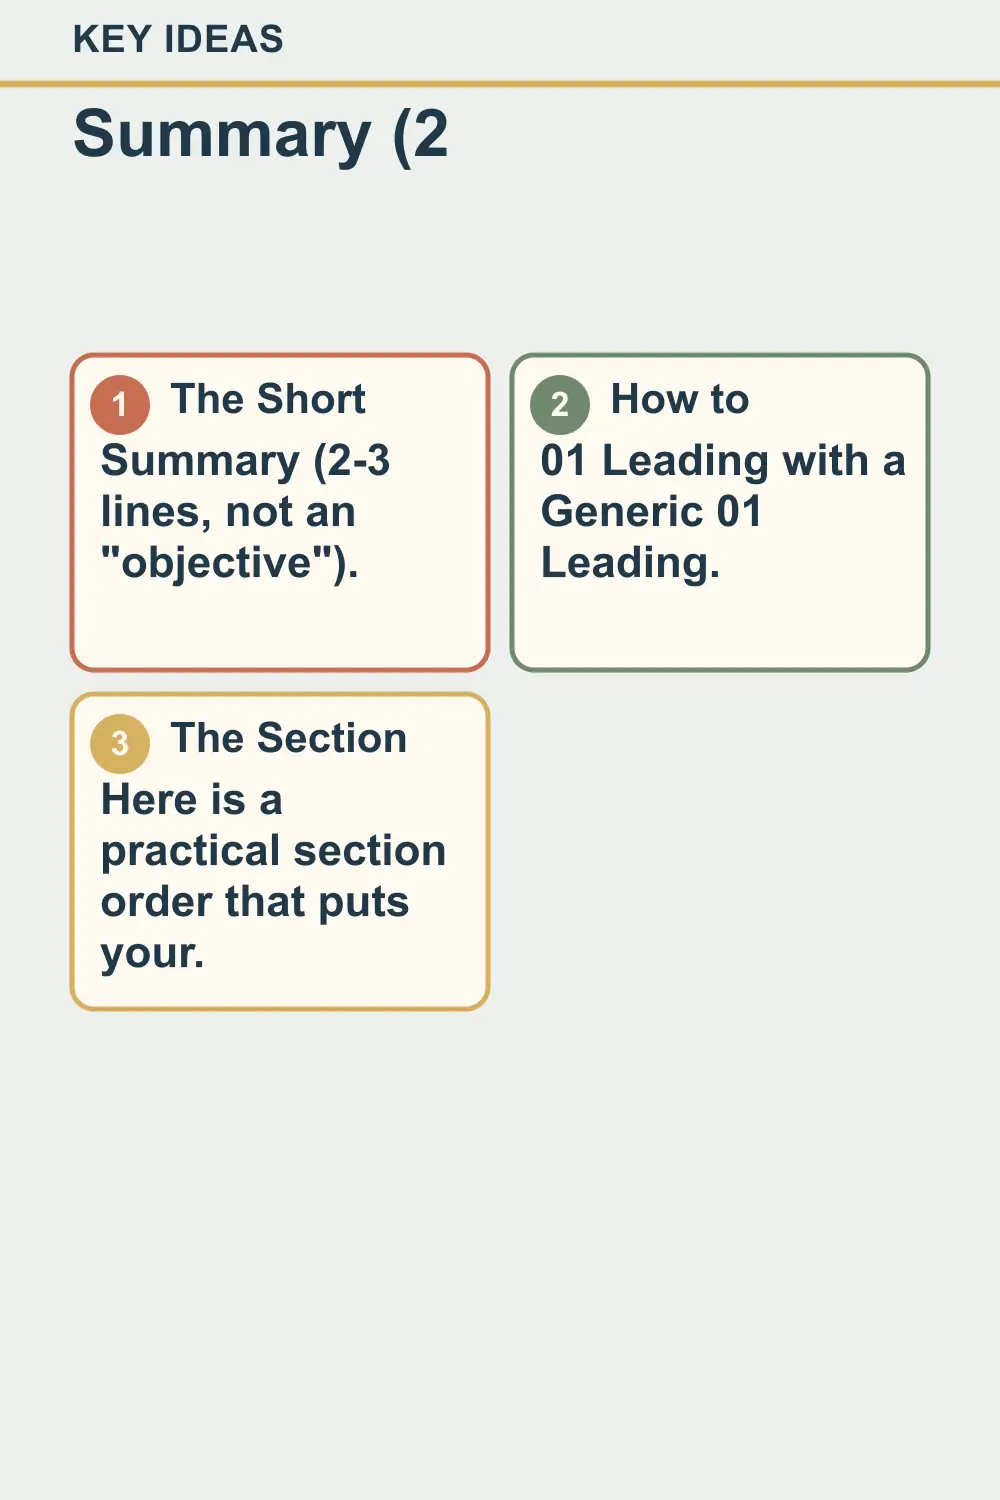 KEY IDEAS
Summary (2
1 The Short
Summary (2-3
lines, not an
"objective").
2 How to
01 Leading with a
Generic 01
Leading.
3 The Section
Here is a
practical section
order that puts
your.